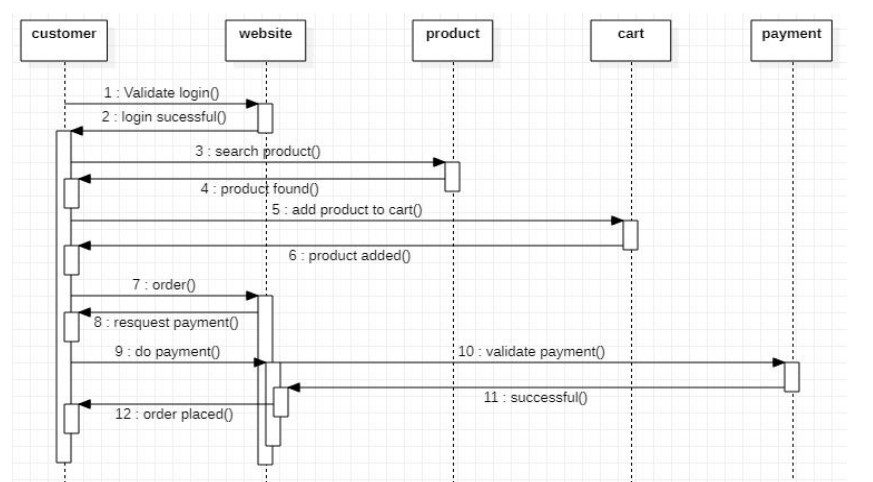 customer
website
product
cart
payment
1 : Validate login()
2 : login sucessful()
3 : search product()
4 : product found()
5 : add product to cart()
6 : product added()
7 : order()
8 : resquest payment()
9 : do payment()
10 : validate payment()
11 : successful()
12 : order placed()